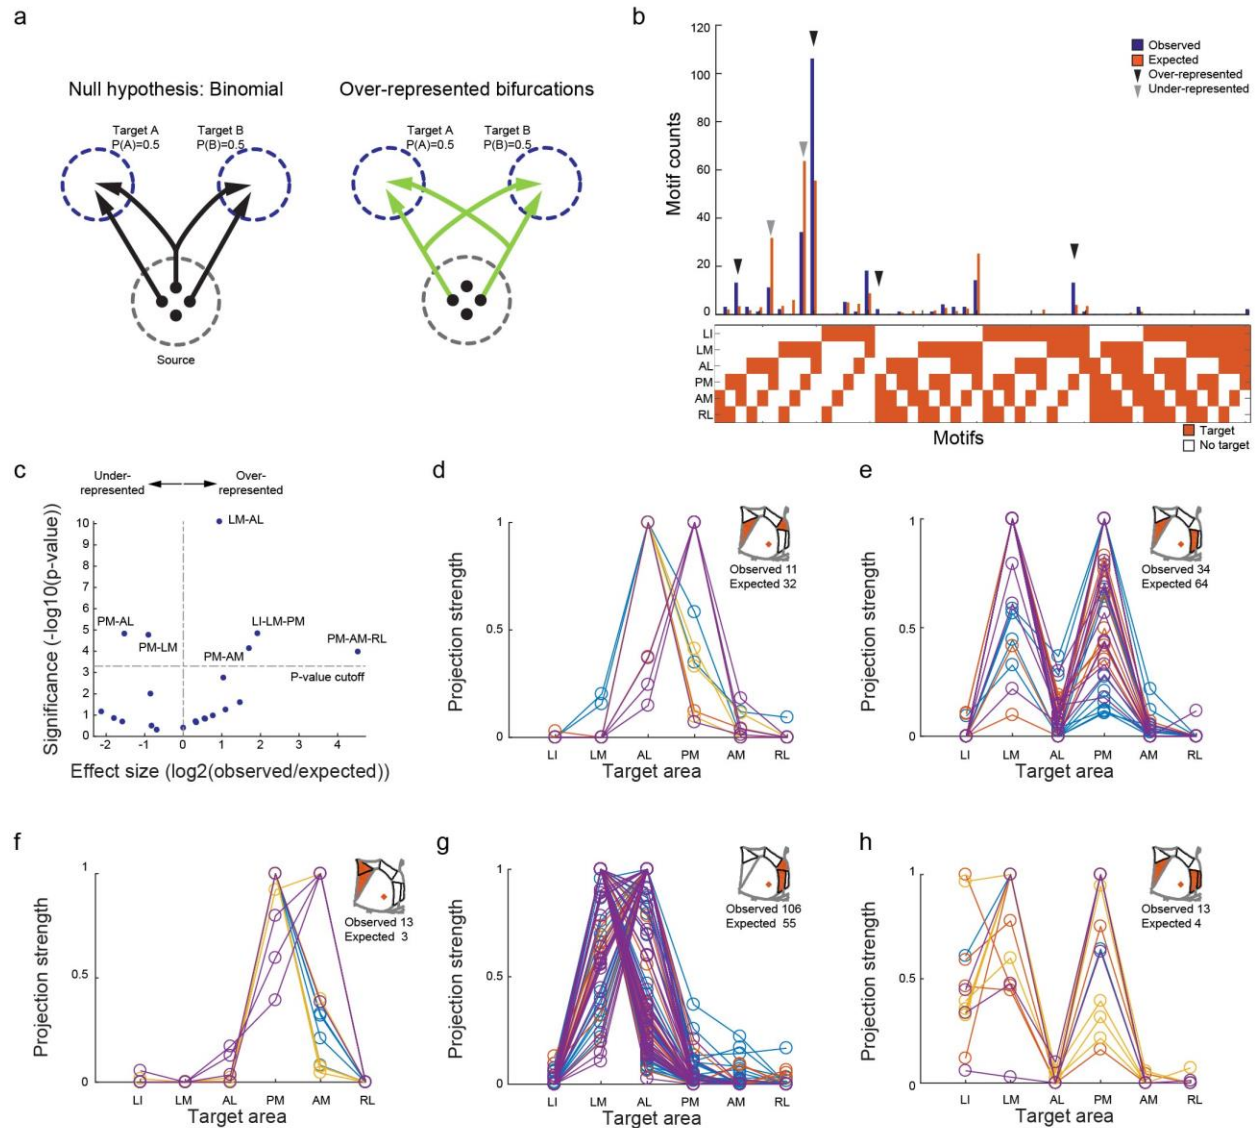 a
Null hypothesis: Binomial
Over-represented bifurcations
Target A
P(A)=0.5
Target B
P(B)=0.5
Target A
P(A)=0.5
Target B
P(B)=0.5
Source
b
Motif counts
120
100
80
60
40
20
0
Observed
Expected
Over-represented
Under-represented
LI
LM
AL
PM
AM
RL
Motifs
Target
No target
c
Under-
represented
Over-
represented
Significance (-log10(p-value))
10
9
8
7
6
5
4
3
2
1
0
LM-AL
PM-AL
PM-LM
LI-LM-PM
PM-AM
PM-AM-RL
P-value cutoff
-2 -1 0 1 2 3 4
Effect size (log2(observed/expected))
d
Projection strength
1
0.5
0
Observed 11
Expected 32
LI LM AL PM AM RL
Target area
e
Projection strength
1
0.5
0
Observed 34
Expected 64
LI LM AL PM AM RL
Target area
f
Projection strength
1
0.5
0
Observed 13
Expected 3
LI LM AL PM AM RL
Target area
g
Projection strength
1
0.5
0
Observed 106
Expected 55
LI LM AL PM AM RL
Target area
h
Projection strength
1
0.5
0
Observed 13
Expected 4
LI LM AL PM AM RL
Target area